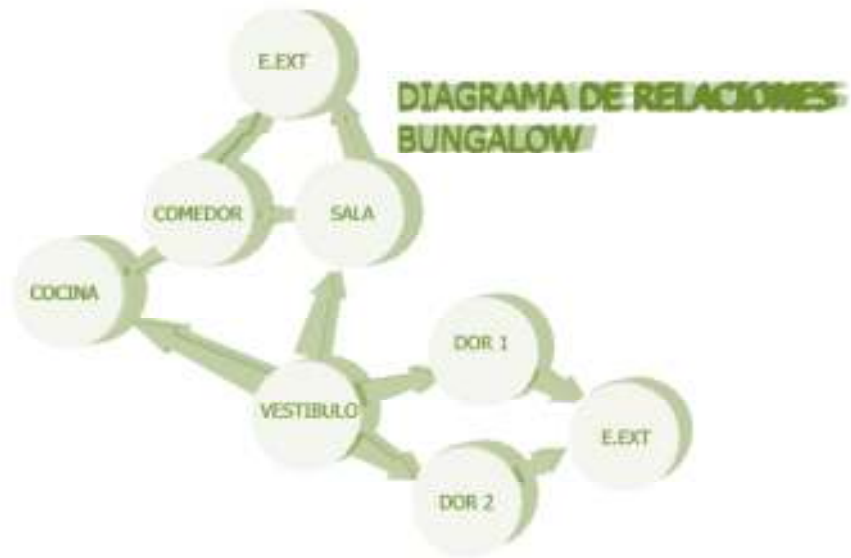 E.EXT
DIAGRAMA DE RELACIONES
BUNGALOW
COMEDOR
SALA
COCINA
DOR 1
VESTIBULO
E.EXT
DOR 2